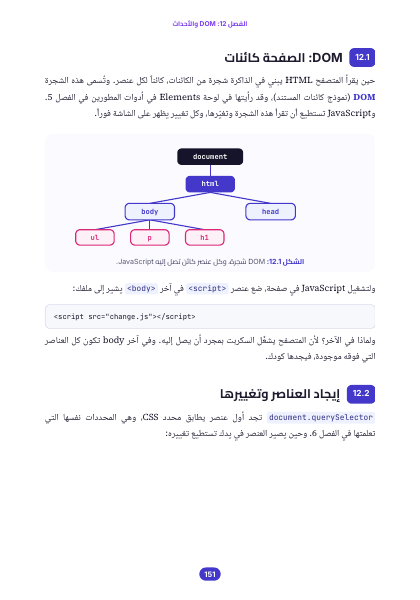 الفصل 12: DOM والأحداث
12.1 DOM: الصفحة كائنات
حين يقرأ المتصفح HTML يبني في الذاكرة شجرة من الكائنات، كائناً لكل عنصر. وتُسمى هذه الشجرة
DOM (نموذج كائنات المستند)، وقد رأيتها في لوحة Elements في أدوات المطورين في الفصل 5.
وJavaScript تستطيع أن تقرأ هذه الشجرة وتغيّرها، وكل تغيير يظهر على الشاشة فوراً.
document
html
body head
ul p h1
الشكل 12.1: DOM شجرة، وكل عنصر كائن تصل إليه JavaScript.
ولتشغيل JavaScript في صفحة، ضع عنصر <script> في آخر <body> يشير إلى ملفك:
<script src="change.js"></script>
ولماذا في الآخر؟ لأن المتصفح يشغّل السكربت بمجرد أن يصل إليه. وفي آخر body تكون كل العناصر
التي فوقه موجودة، فيجدها كودك.
12.2 إيجاد العناصر وتغييرها
document.querySelector تجد أول عنصر يطابق محدد CSS، وهي المحددات نفسها التي
تعلمتها في الفصل 6. وحين يصير العنصر في يدك تستطيع تغييره:
151